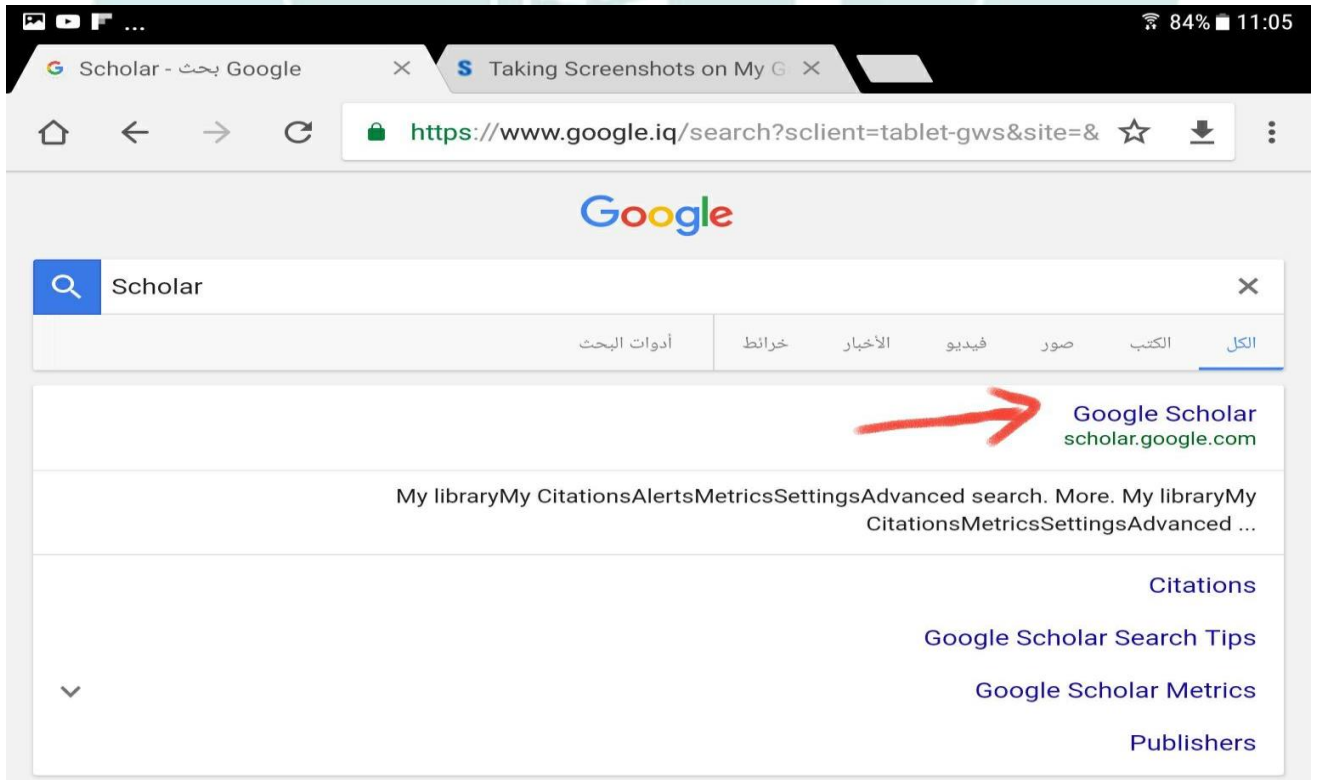 ... 84% 11:05
Scholar - بحث Google
Taking Screenshots on My G
https://www.google.iq/search?sclient=tablet-gws&site=&
Google
Scholar
الكل الكتب صور فيديو الأخبار خرائط أدوات البحث
Google Scholar
scholar.google.com
My libraryMy CitationsAlertsMetricsSettingsAdvanced search. More. My libraryMy
CitationsMetricsSettingsAdvanced ...
Citations
Google Scholar Search Tips
Google Scholar Metrics
Publishers